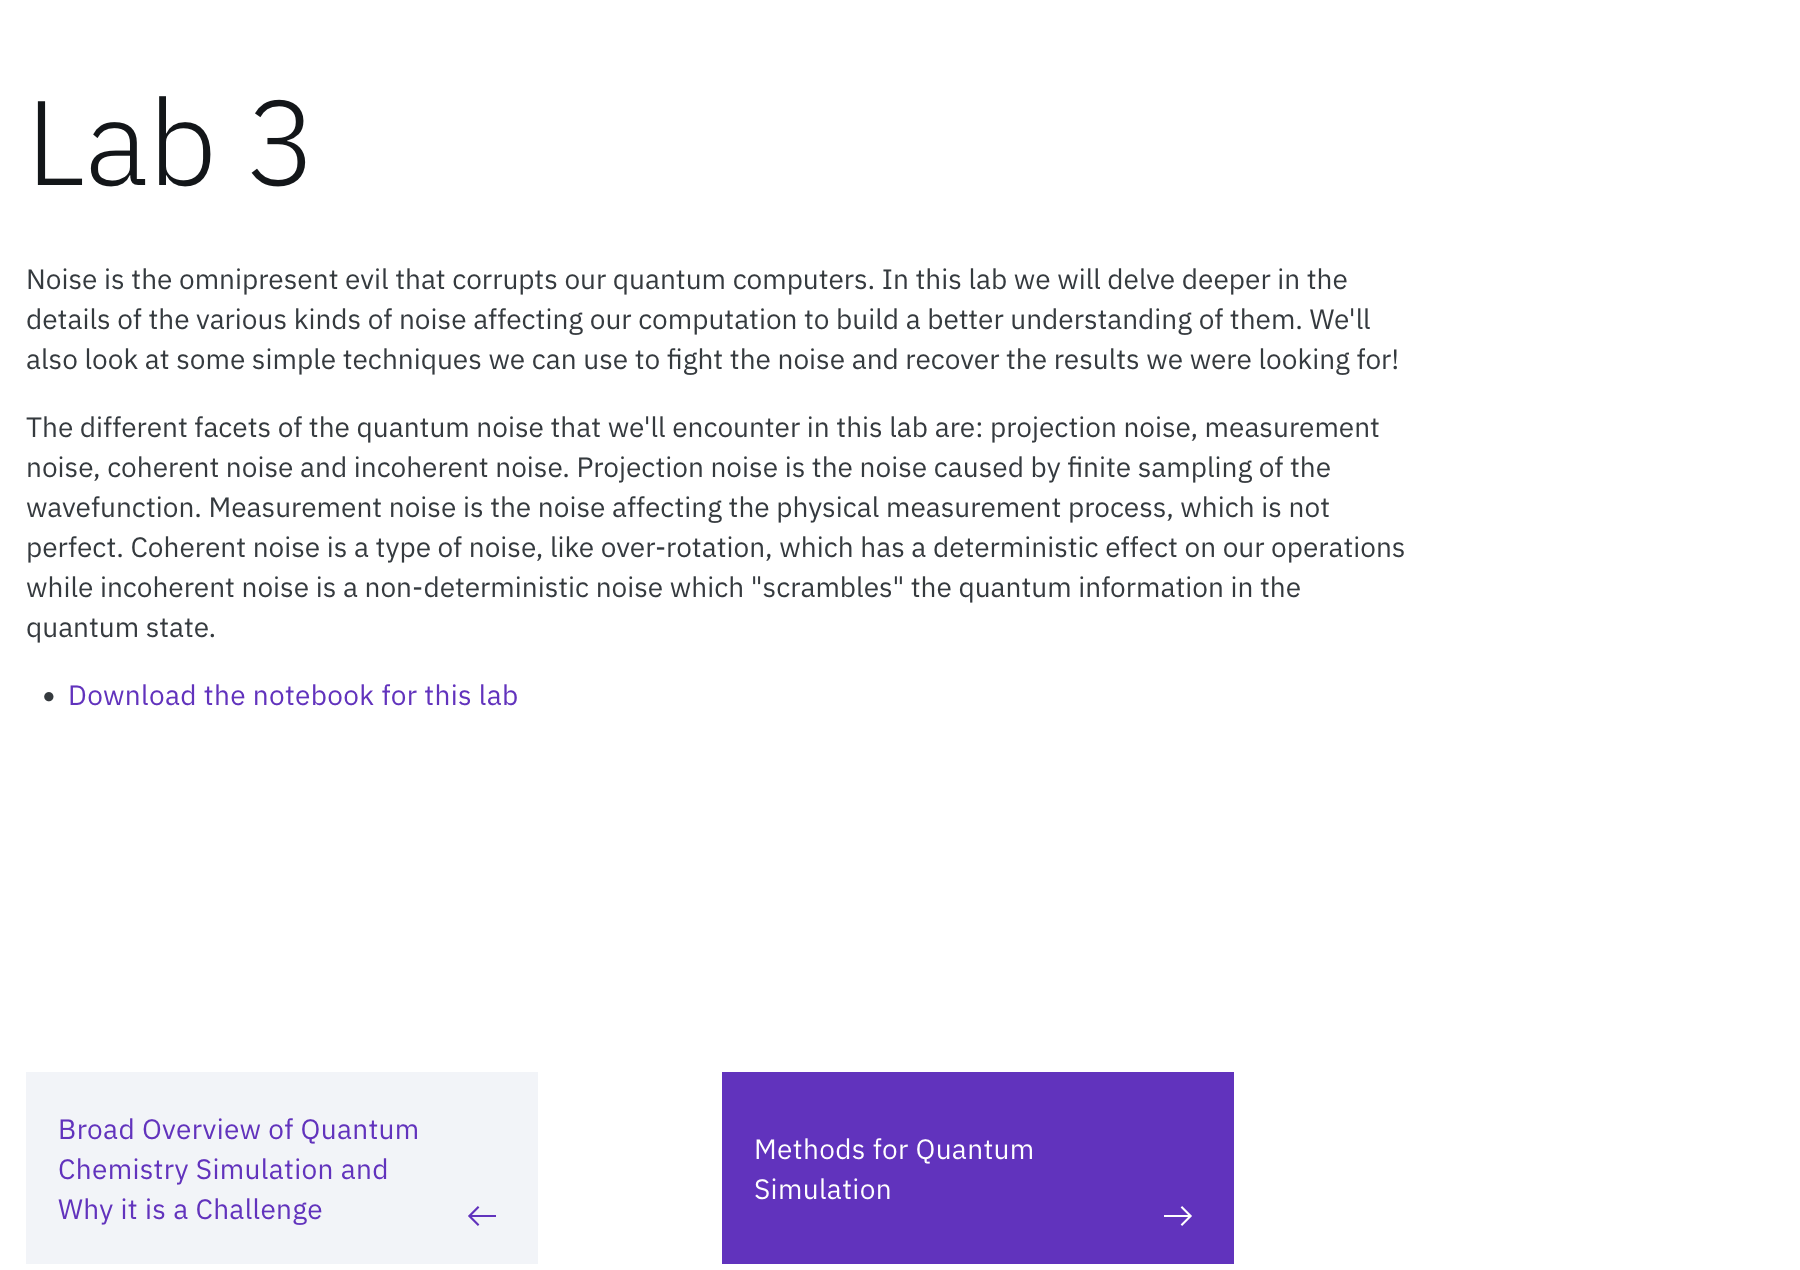 Lab 3
Noise is the omnipresent evil that corrupts our quantum computers. In this lab we will delve deeper in the
details of the various kinds of noise affecting our computation to build a better understanding of them. We'll
also look at some simple techniques we can use to fight the noise and recover the results we were looking for!
The different facets of the quantum noise that we'll encounter in this lab are: projection noise, measurement
noise, coherent noise and incoherent noise. Projection noise is the noise caused by finite sampling of the
wavefunction. Measurement noise is the noise affecting the physical measurement process, which is not
perfect. Coherent noise is a type of noise, like over-rotation, which has a deterministic effect on our operations
while incoherent noise is a non-deterministic noise which "scrambles" the quantum information in the
quantum state.
• Download the notebook for this lab
Broad Overview of Quantum
Chemistry Simulation and
Why it is a Challenge
Methods for Quantum
Simulation